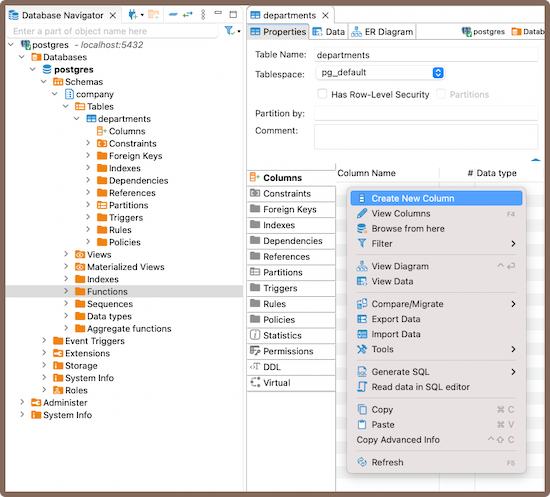 Database Navigator
Enter a part of object name here
postgres - localhost:5432
Databases
postgres
Schemas
company
Tables
departments
Columns
Constraints
Foreign Keys
Indexes
Dependencies
References
Partitions
Triggers
Rules
Policies
Views
Materialized Views
Indexes
Functions
Sequences
Data types
Aggregate functions
Event Triggers
Extensions
Storage
System Info
Roles
Administer
System Info
departments
Properties Data ER Diagram postgres Datab
Table Name: departments
Tablespace: pg_default
Has Row-Level Security Partitions
Partition by:
Comment:
Columns
Constraints
Foreign Keys
Indexes
Dependencies
References
Partitions
Triggers
Rules
Policies
Statistics
Permissions
DDL
Virtual
Column Name # Data type
Create New Column
View Columns F4
Browse from here
Filter
View Diagram ^⏎
View Data
Compare/Migrate
Export Data
Import Data
Tools
Generate SQL
Read data in SQL editor
Copy ⌘ C
Paste ⌘ V
Copy Advanced Info ^⇧ C
Refresh F5